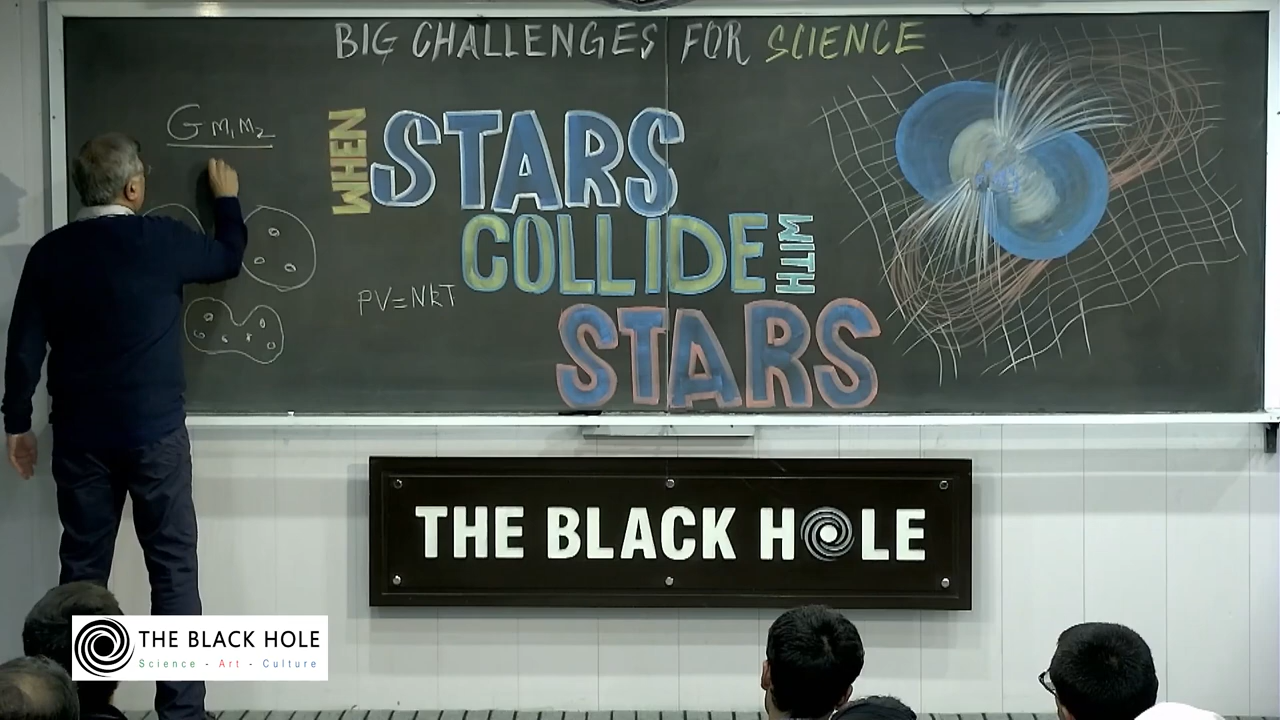 BIG CHALLENGES FOR SCIENCE
G m₁m₂
WHEN
STARS
COLLIDE
WITH
PV=NkT
STARS
THE BLACK HOLE
THE BLACK HOLE
Science - Art - Culture